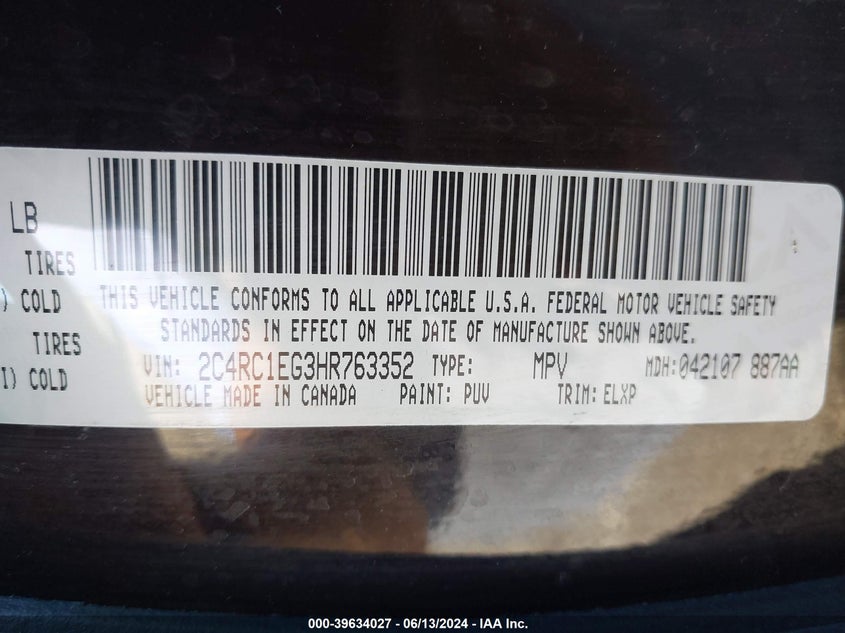 LB
TIRES
) COLD
THIS VEHICLE CONFORMS TO ALL APPLICABLE U.S.A. FEDERAL MOTOR VEHICLE SAFETY
STANDARDS IN EFFECT ON THE DATE OF MANUFACTURE SHOWN ABOVE.
TIRES
VIN: 2C4RC1EG3HR763352 TYPE: MPV MDH:042107 887AA
I) COLD
VEHICLE MADE IN CANADA PAINT: PUV TRIM: ELXP
000-39634027 - 06/13/2024 - IAA Inc.